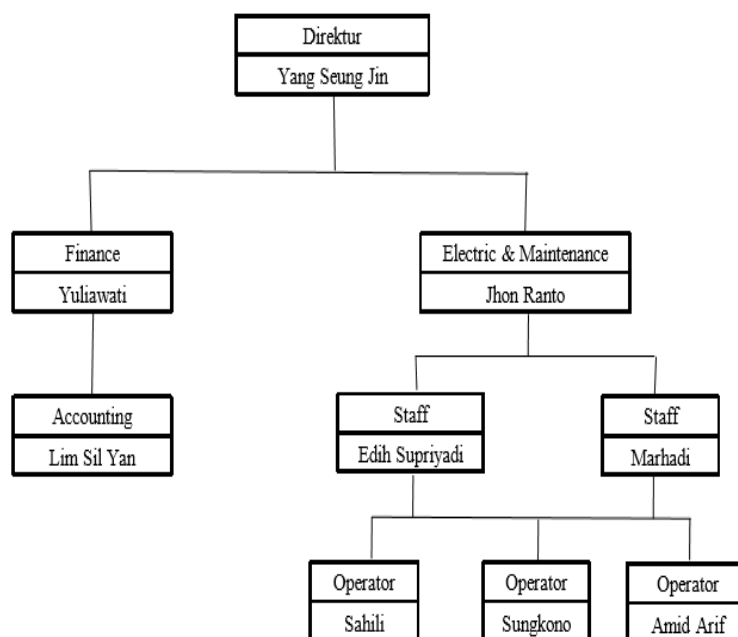 Direktur
Yang Seung Jin
Finance
Yuliawati
Electric & Maintenance
Jhon Ranto
Accounting
Lim Sil Yan
Staff
Edih Supriyadi
Staff
Marhadi
Operator
Sahili
Operator
Sungkono
Operator
Amid Arif